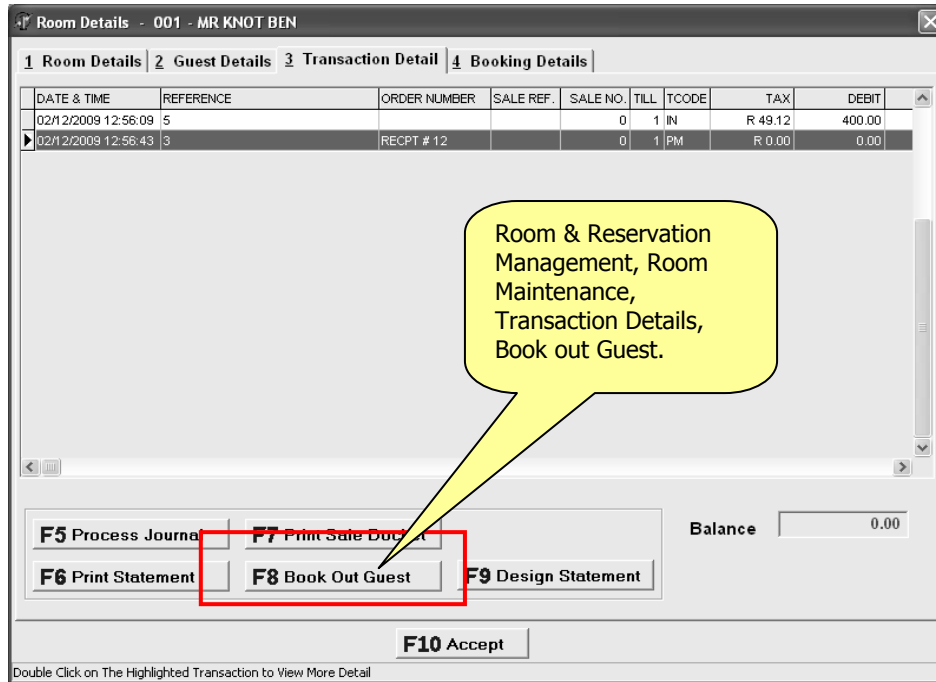 Room Details - 001 - MR KNOT BEN
1 Room Details 2 Guest Details 3 Transaction Detail 4 Booking Details
DATE & TIME REFERENCE ORDER NUMBER SALE REF. SALE NO. TILL TCODE TAX DEBIT
02/12/2009 12:56:09 5 0 1 IN R 49.12 400.00
02/12/2009 12:56:43 3 RECPT # 12 0 1 PM R 0.00 0.00
Room & Reservation
Management, Room
Maintenance,
Transaction Details,
Book out Guest.
F5 Process Journal F7 Print Sale Docket Balance 0.00
F6 Print Statement F8 Book Out Guest F9 Design Statement
F10 Accept
Double Click on The Highlighted Transaction to View More Detail